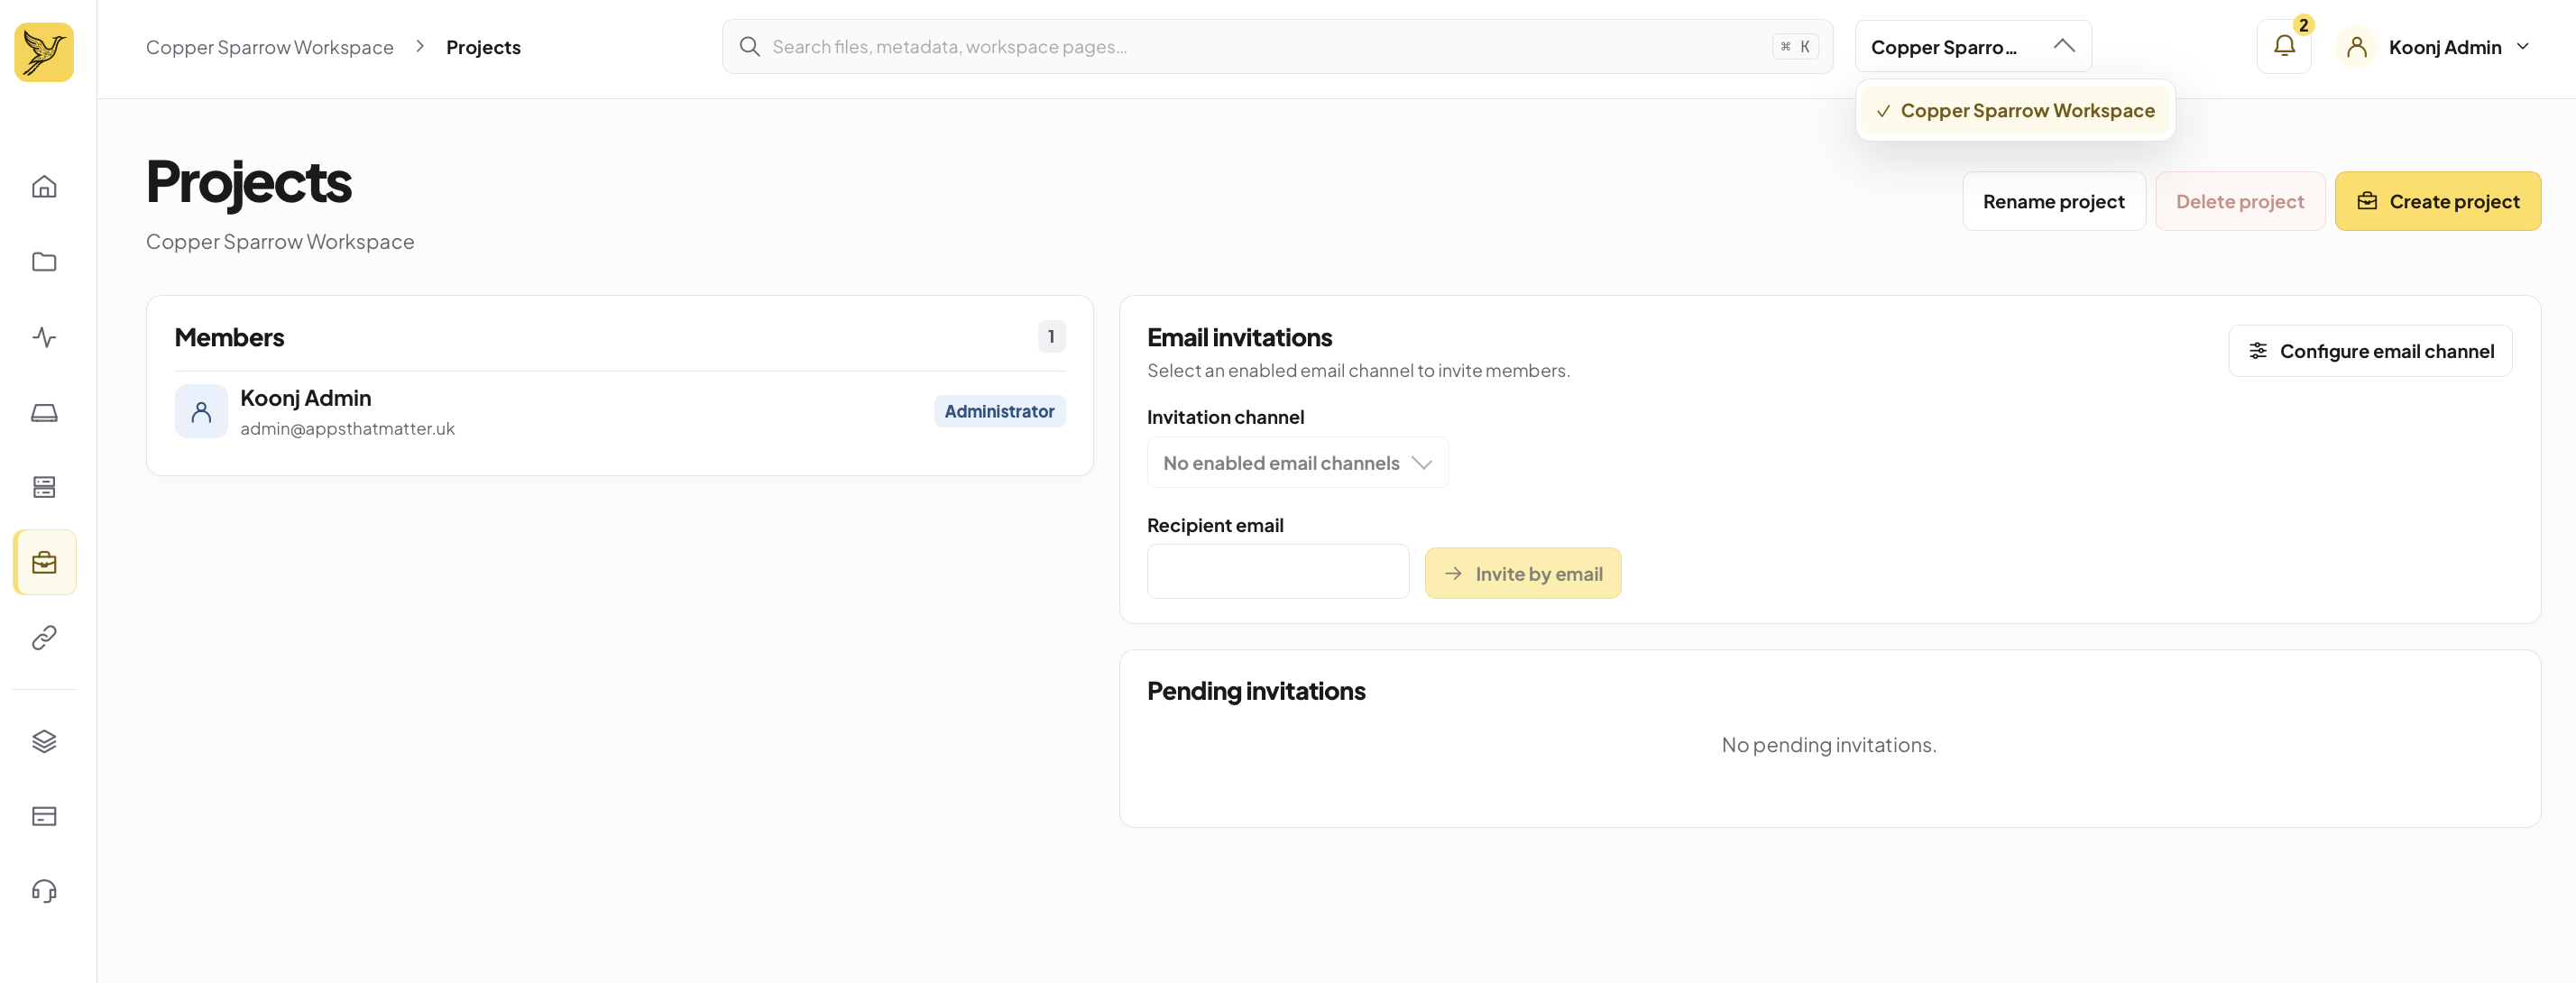 Copper Sparrow Workspace > Projects
Search files, metadata, workspace pages...
⌘ K
Copper Sparro...
2
Koonj Admin
✓ Copper Sparrow Workspace
Projects
Copper Sparrow Workspace
Rename project
Delete project
Create project
Members
1
Koonj Admin
admin@appsthatmatter.uk
Administrator
Email invitations
Select an enabled email channel to invite members.
Configure email channel
Invitation channel
No enabled email channels
Recipient email
→ Invite by email
Pending invitations
No pending invitations.